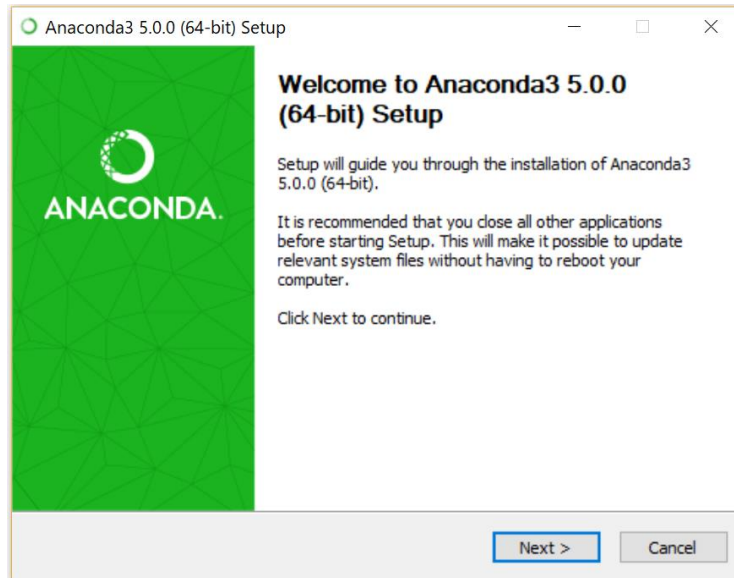 Anaconda3 5.0.0 (64-bit) Setup
Welcome to Anaconda3 5.0.0
(64-bit) Setup
Setup will guide you through the installation of Anaconda3
5.0.0 (64-bit).
It is recommended that you close all other applications
before starting Setup. This will make it possible to update
relevant system files without having to reboot your
computer.
Click Next to continue.
ANACONDA.
Next >
Cancel